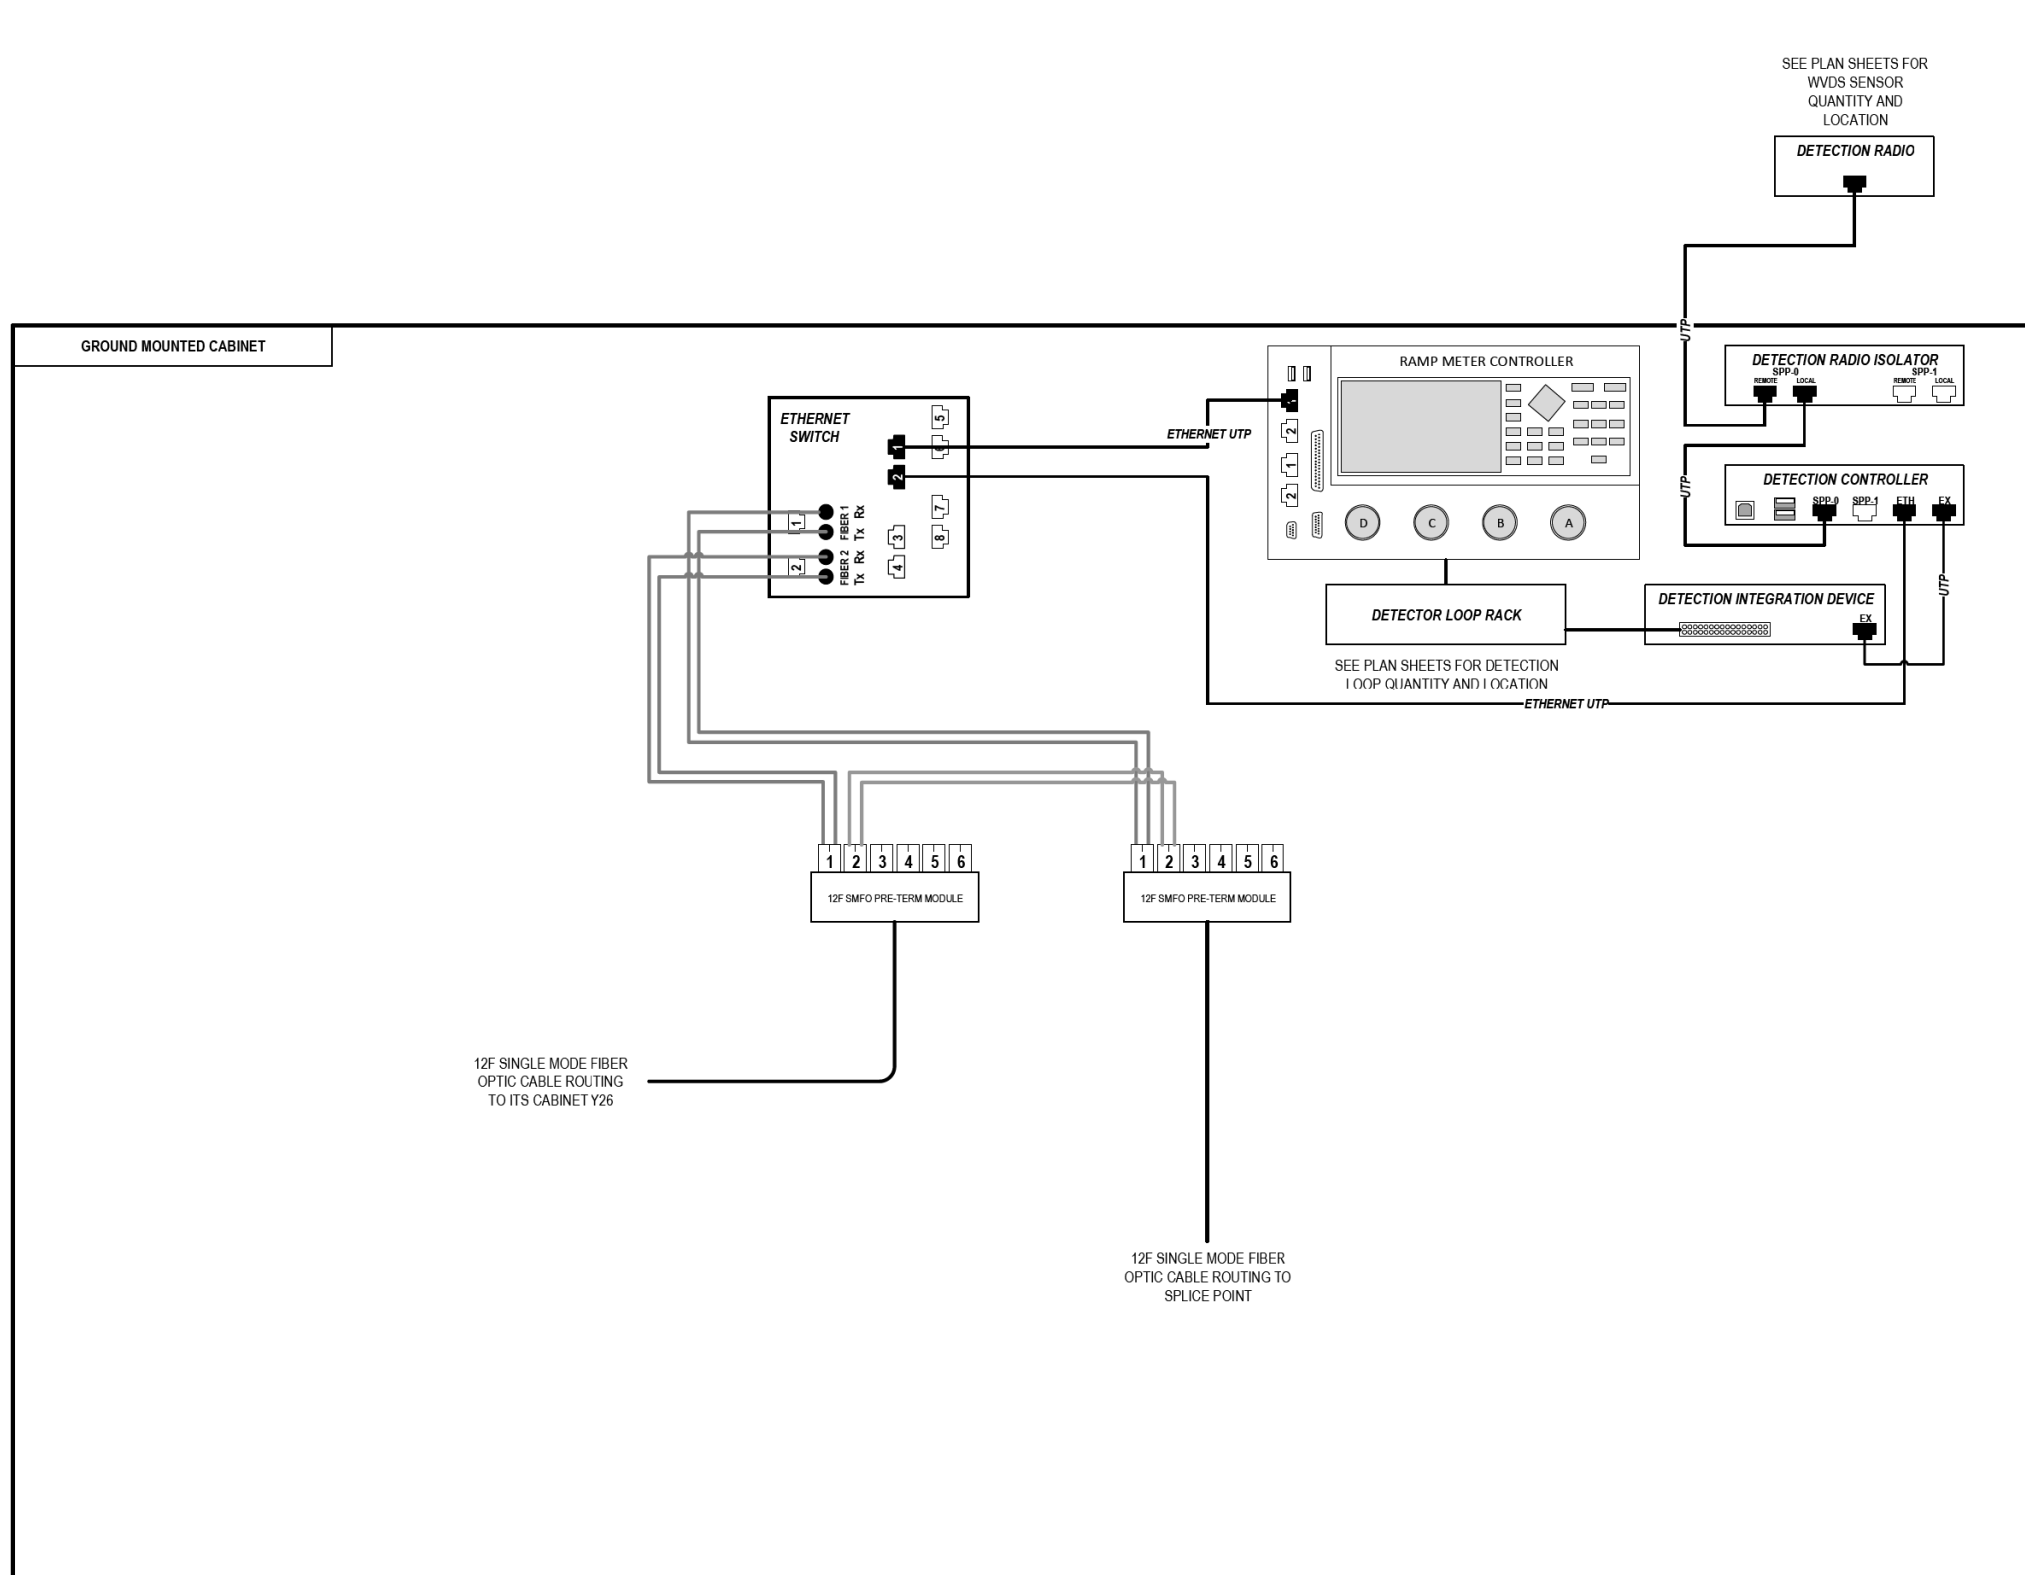 SEE PLAN SHEETS FOR
WVDS SENSOR
QUANTITY AND
LOCATION
DETECTION RADIO
UTP
GROUND MOUNTED CABINET
RAMP METER CONTROLLER
1
2
1
2
D
C
B
A
DETECTION RADIO ISOLATOR
SPP-0
SPP-1
REMOTE
LOCAL
REMOTE
LOCAL
ETHERNET
SWITCH
5
1
6
2
7
3
8
4
1
FIBER 1
Rx
Tx
2
FIBER 2
Rx
Tx
ETHERNET UTP
UTP
DETECTION CONTROLLER
SPP-0
SPP-1
ETH
EX
DETECTOR LOOP RACK
DETECTION INTEGRATION DEVICE
EX
UTP
SEE PLAN SHEETS FOR DETECTION
LOOP QUANTITY AND LOCATION
ETHERNET UTP
1 2 3 4 5 6
12F SMFO PRE-TERM MODULE
1 2 3 4 5 6
12F SMFO PRE-TERM MODULE
12F SINGLE MODE FIBER
OPTIC CABLE ROUTING
TO ITS CABINET Y26
12F SINGLE MODE FIBER
OPTIC CABLE ROUTING TO
SPLICE POINT